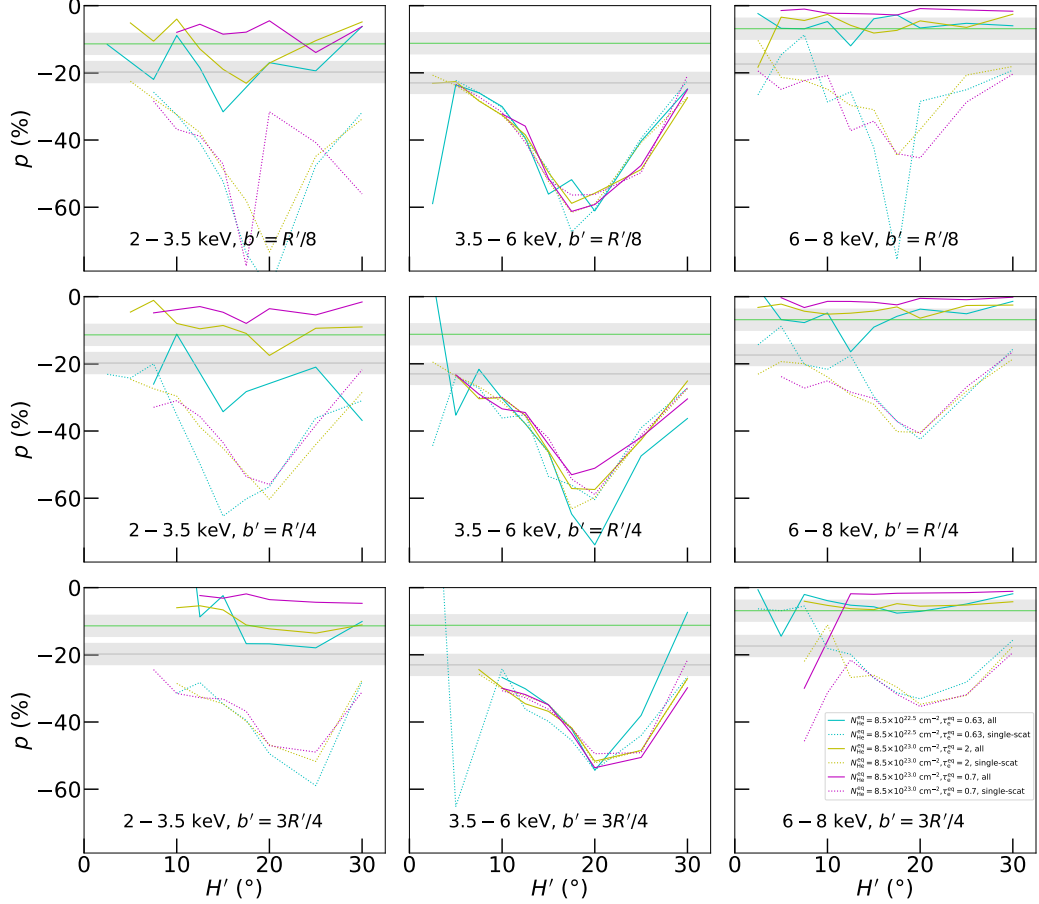 0
−20
−40
−60
p (%)
2 − 3.5 keV, b′ = R′/8
3.5 − 6 keV, b′ = R′/8
6 − 8 keV, b′ = R′/8
0
−20
−40
−60
p (%)
2 − 3.5 keV, b′ = R′/4
3.5 − 6 keV, b′ = R′/4
6 − 8 keV, b′ = R′/4
0
−20
−40
−60
p (%)
2 − 3.5 keV, b′ = 3R′/4
3.5 − 6 keV, b′ = 3R′/4
6 − 8 keV, b′ = 3R′/4
N_He^eq = 8.5×10^22.5 cm^−2, τ_e^eq = 0.63, all
N_He^eq = 8.5×10^22.5 cm^−2, τ_e^eq = 0.63, single-scat
N_He^eq = 8.5×10^23.0 cm^−2, τ_e^eq = 2, all
N_He^eq = 8.5×10^23.0 cm^−2, τ_e^eq = 2, single-scat
N_He^eq = 8.5×10^23.0 cm^−2, τ_e^eq = 0.7, all
N_He^eq = 8.5×10^23.0 cm^−2, τ_e^eq = 0.7, single-scat
0 10 20 30
0 10 20 30
0 10 20 30
H′ (°)
H′ (°)
H′ (°)